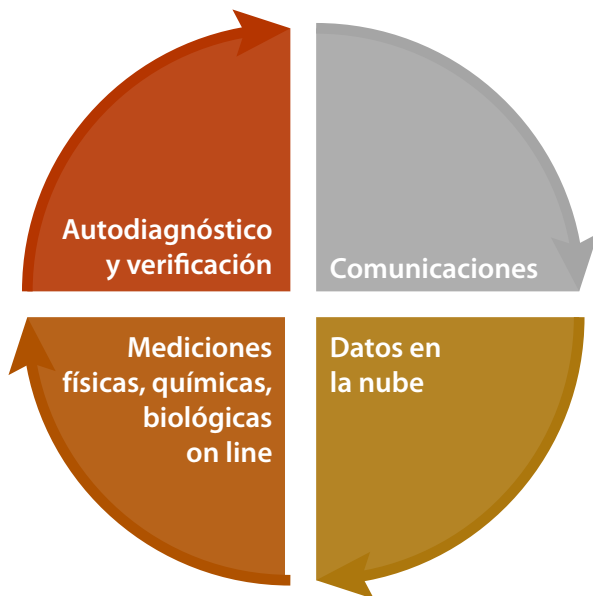 Autodiagnóstico
y verificación
Comunicaciones
Mediciones
físicas, químicas,
biológicas
on line
Datos en
la nube